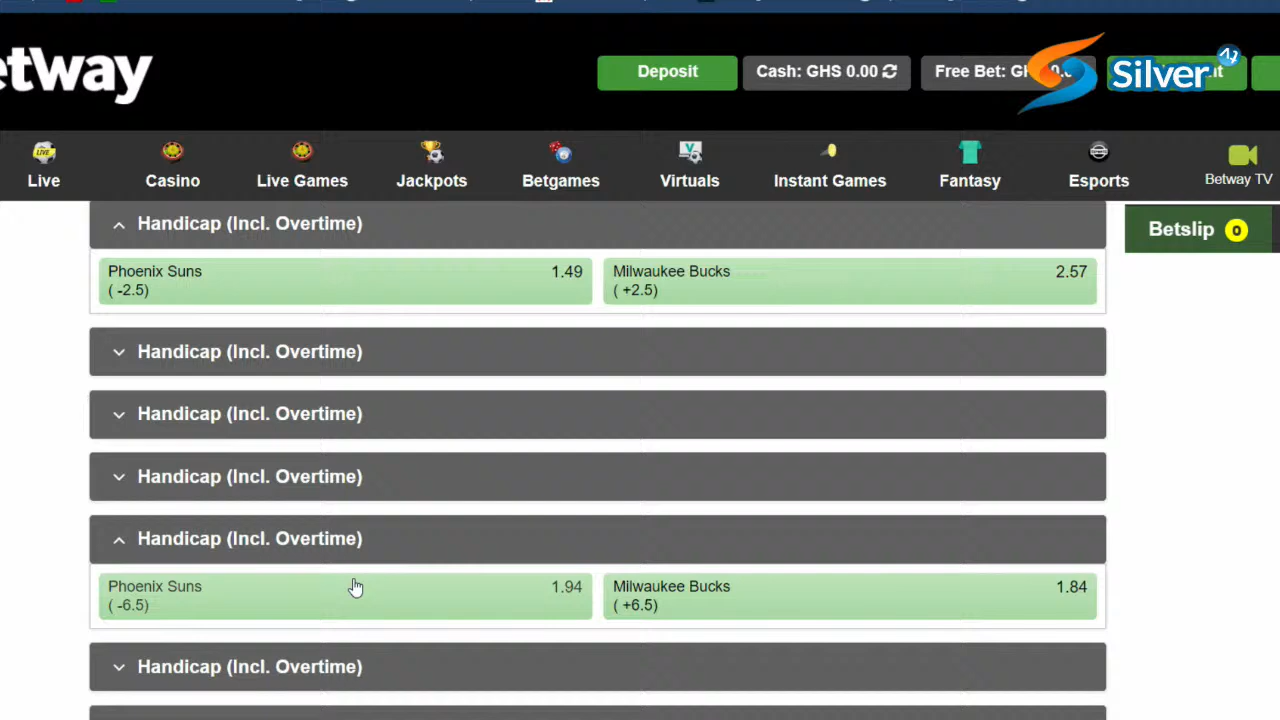 etway
Deposit
Cash: GHS 0.00
Free Bet:
Silver
Live
Casino
Live Games
Jackpots
Betgames
Virtuals
Instant Games
Fantasy
Esports
Betway TV
Handicap (Incl. Overtime)
Betslip 0
Phoenix Suns 1.49 Milwaukee Bucks 2.57
( -2.5) ( +2.5)
Handicap (Incl. Overtime)
Handicap (Incl. Overtime)
Handicap (Incl. Overtime)
Handicap (Incl. Overtime)
Phoenix Suns 1.94 Milwaukee Bucks 1.84
( -6.5) ( +6.5)
Handicap (Incl. Overtime)